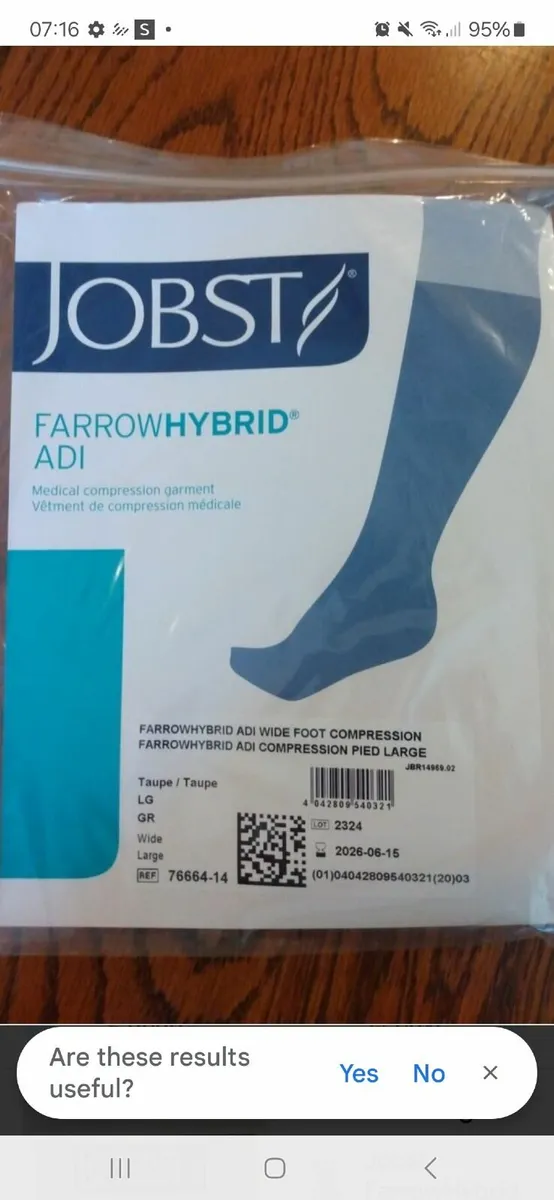 07:16
S
95%
JOBST®
FARROWHYBRID®
ADI
Medical compression garment
Vêtment de compression médicale
FARROWHYBRID ADI WIDE FOOT COMPRESSION
FARROWHYBRID ADI COMPRESSION PIED LARGE
JBR14969.02
Taupe / Taupe
LG
GR
Wide
Large
REF 76664-14
4 042809 540321
LOT 2324
2026-06-15
(01)04042809540321(20)03
Are these results
useful?
Yes
No